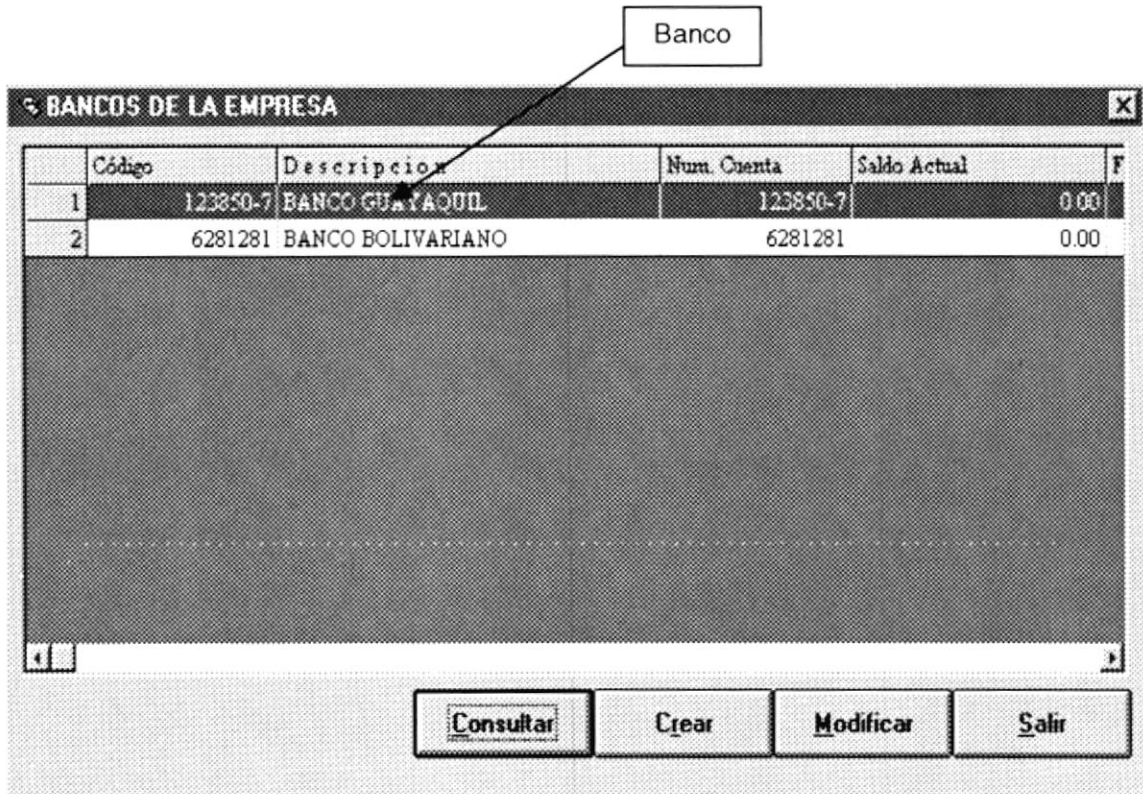 Banco
BANCOS DE LA EMPRESA
Código Descripcion Num. Cuenta Saldo Actual F
1 123850-7 BANCO GUAYAQUIL 123850-7 0.00
2 6281281 BANCO BOLIVARIANO 6281281 0.00
Consultar Crear Modificar Salir